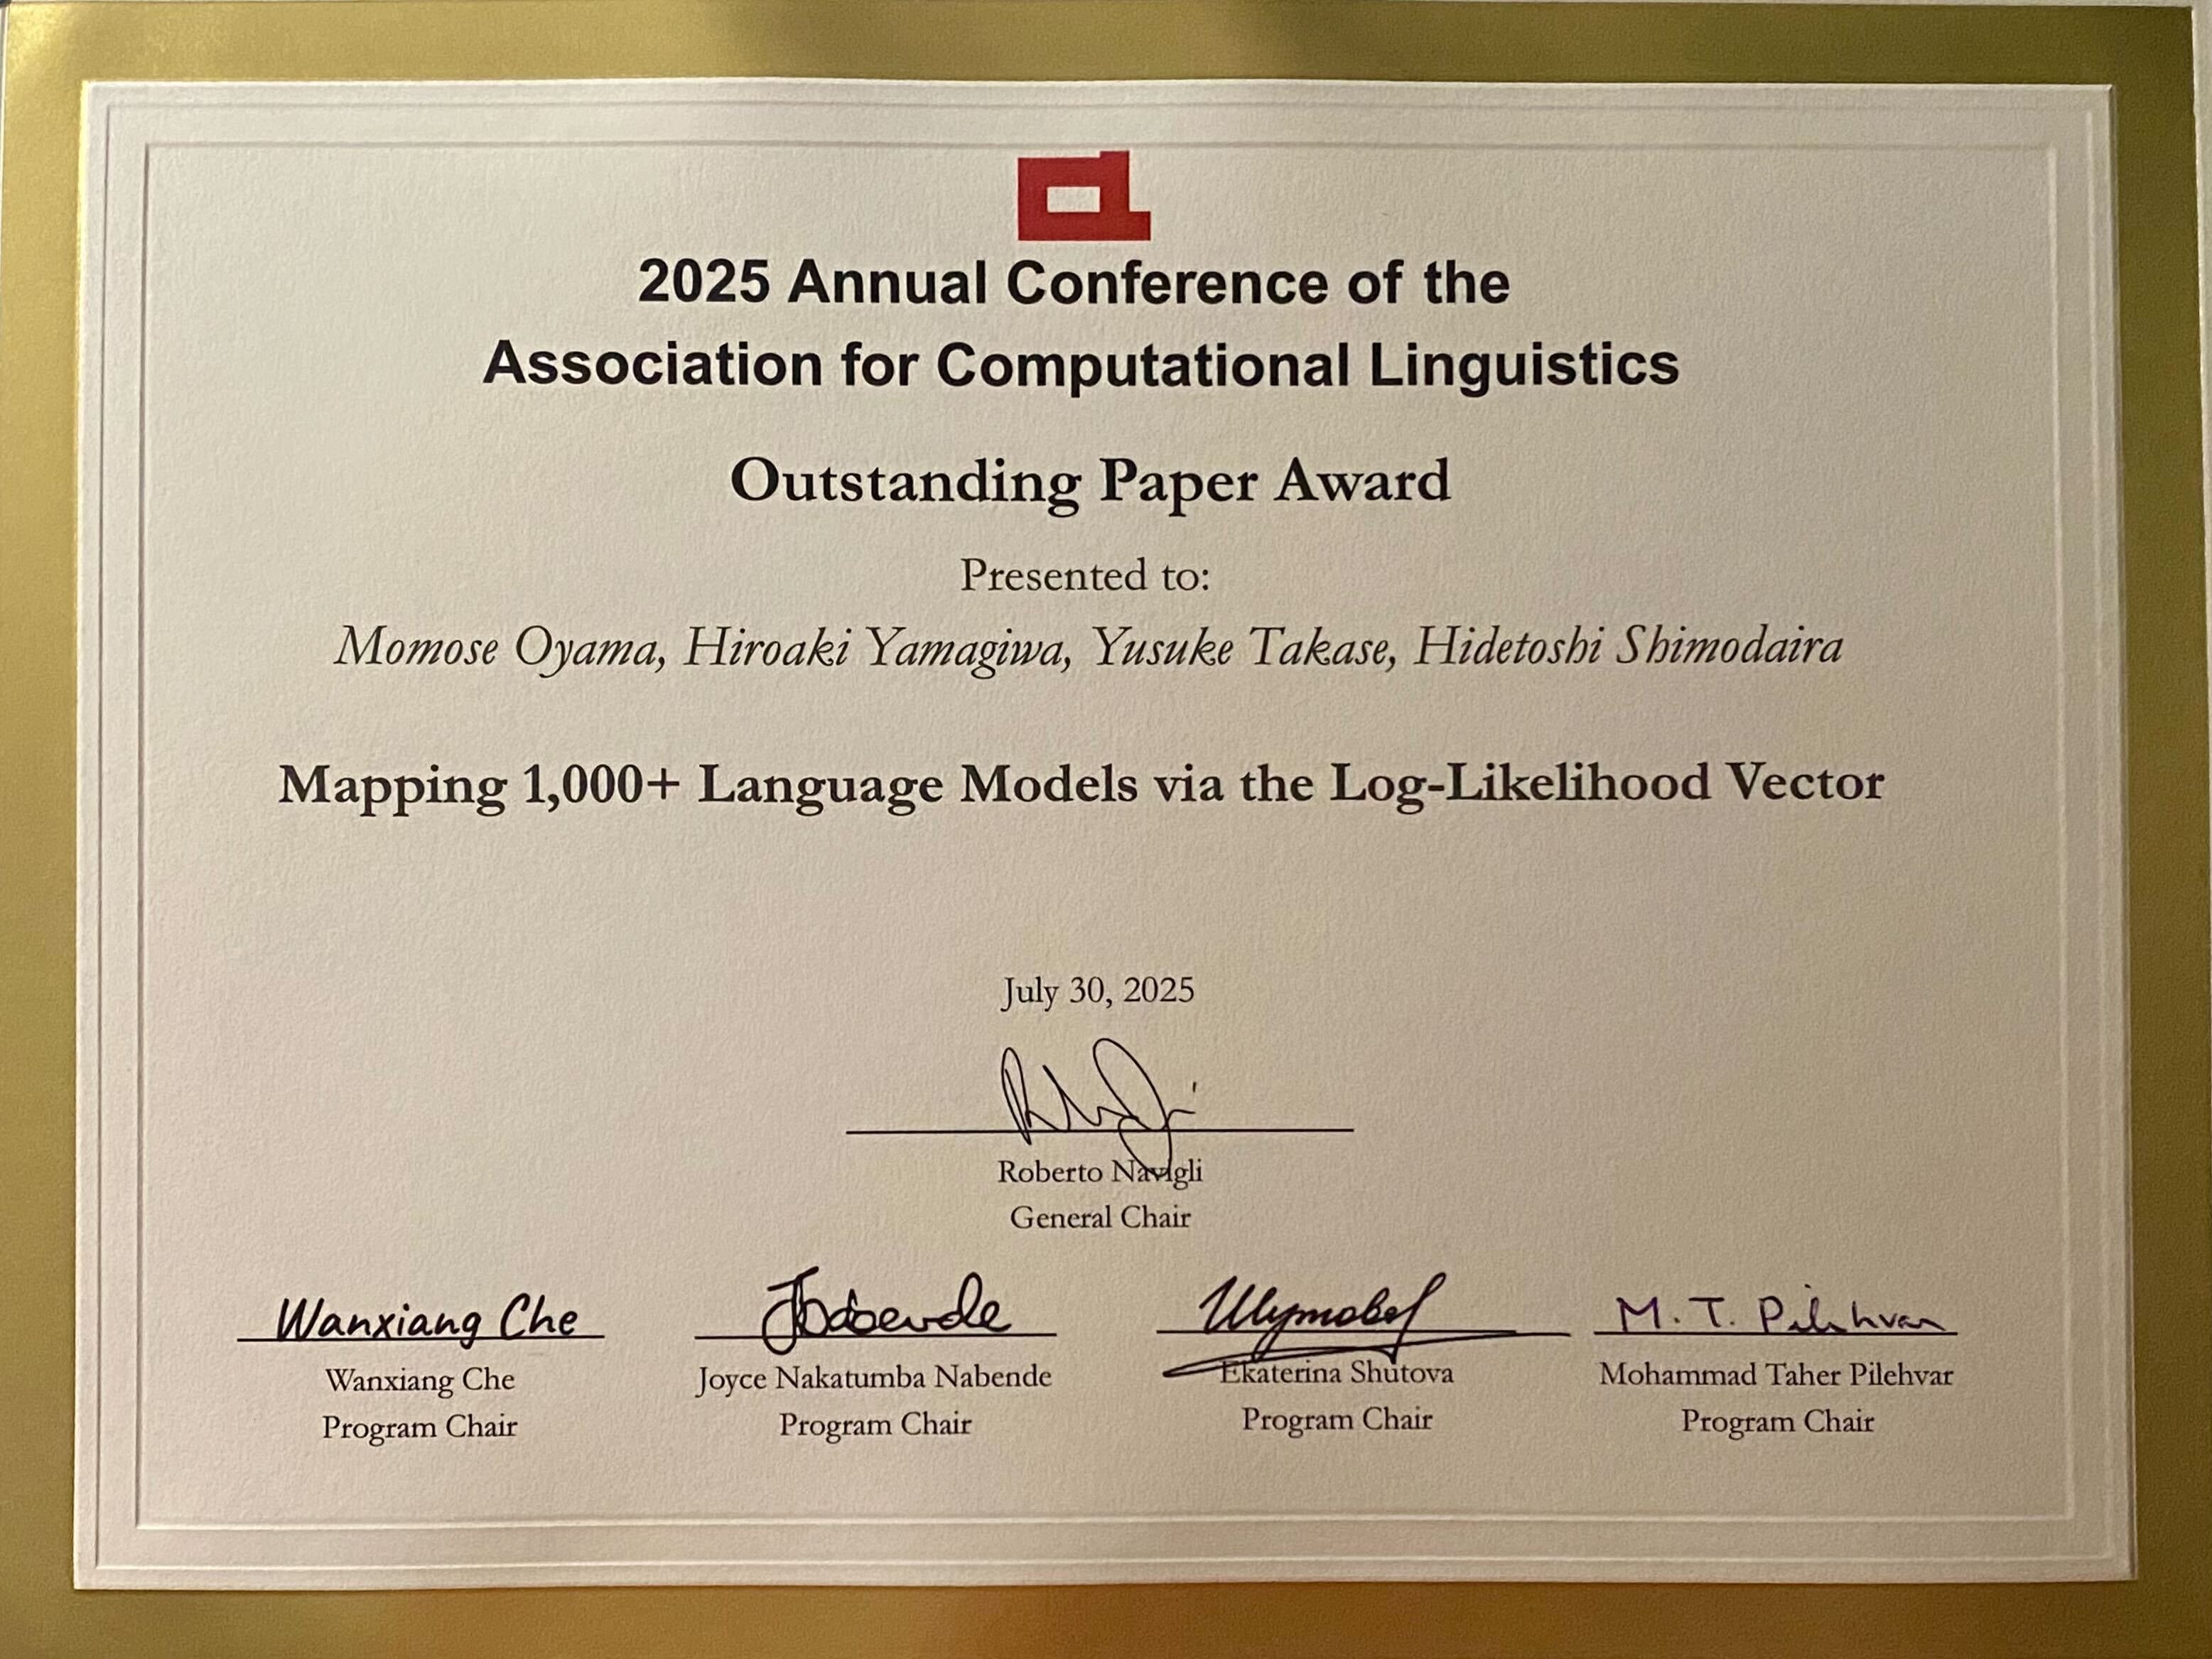 2025 Annual Conference of the
Association for Computational Linguistics
Outstanding Paper Award
Presented to:
Momose Oyama, Hiroaki Yamagiwa, Yusuke Takase, Hidetoshi Shimodaira
Mapping 1,000+ Language Models via the Log-Likelihood Vector
July 30, 2025
Roberto Navigli
General Chair
Wanxiang Che
M. T. Pilehvar
Wanxiang Che
Program Chair
Joyce Nakatumba Nabende
Program Chair
Ekaterina Shutova
Program Chair
Mohammad Taher Pilehvar
Program Chair